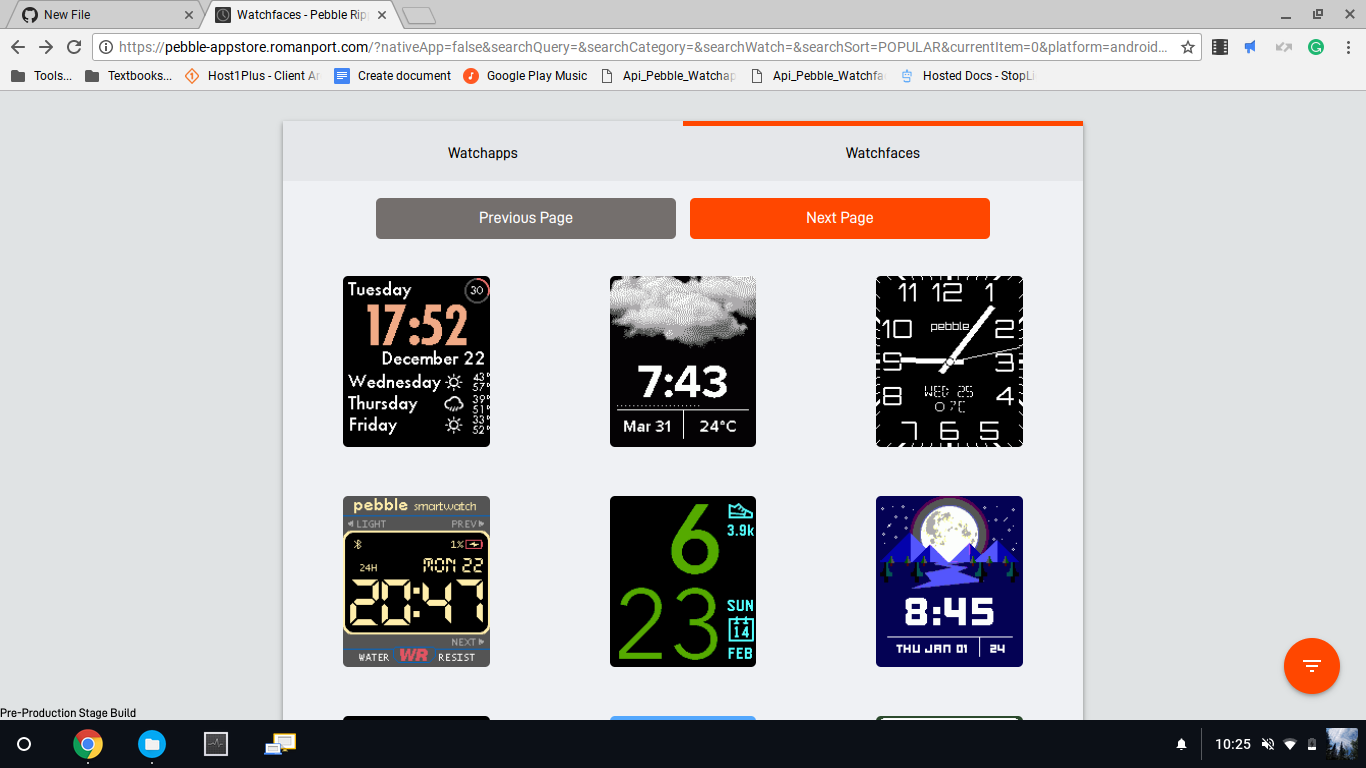 New File
Watchfaces - Pebble Rip
https://pebble-appstore.romanport.com/?nativeApp=false&searchQuery=&searchCategory=&searchWatch=&searchSort=POPULAR&currentItem=0&platform=android...
Tools...
Textbooks...
Host1Plus - Client Ar
Create document
Google Play Music
Api_Pebble_Watchap
Api_Pebble_Watchfa
Hosted Docs - StopLi
Watchapps
Watchfaces
Previous Page
Next Page
Tuesday
30
17:52
December 22
Wednesday 43° 57°
Thursday 39° 51°
Friday 33° 52°
7:43
Mar 31
24°C
11 12 1
10 pebble 2
9 3
8 WED 25 4
7C
7 6 5
pebble smartwatch
LIGHT
PREV
1%
24H
MON 22
20:47
NEXT
WATER WR RESIST
6
3.9k
23
SUN
14
FEB
8:45
THU JAN 01
24
Pre-Production Stage Build
10:25